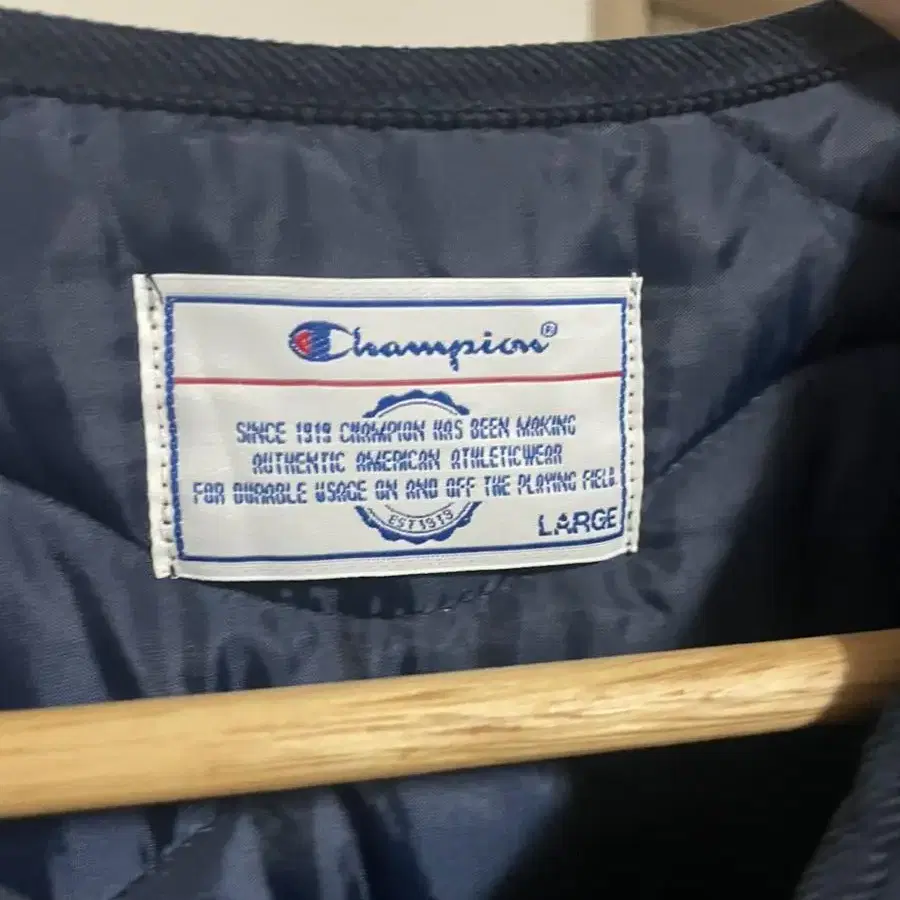 Champion®
SINCE 1919 CHAMPION HAS BEEN MAKING
AUTHENTIC AMERICAN ATHLETICWEAR
FOR DURABLE USAGE ON AND OFF THE PLAYING FIELD.
EST 1919
LARGE